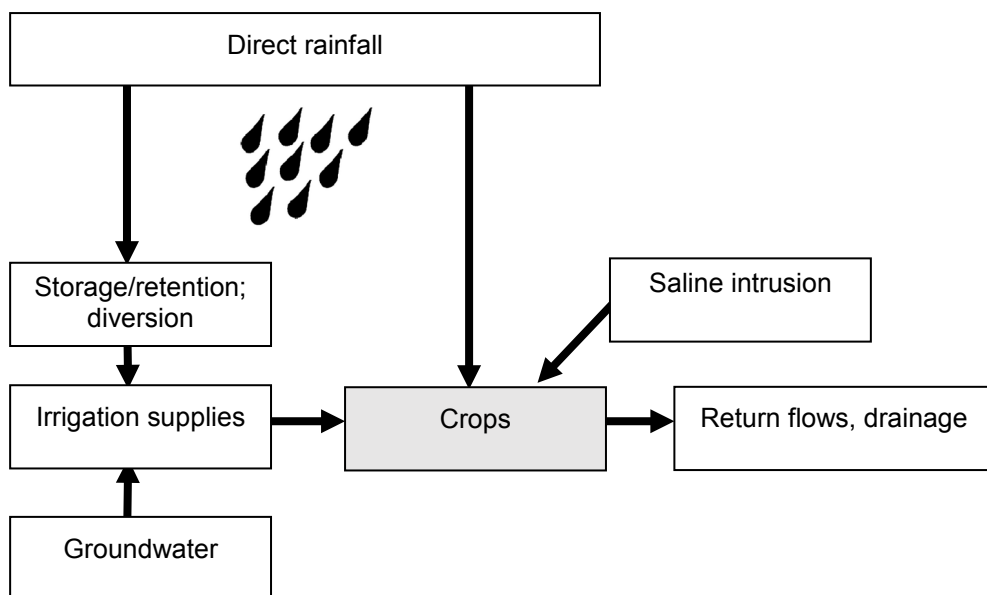 Direct rainfall
Storage/retention;
diversion
Saline intrusion
Irrigation supplies
Crops
Return flows, drainage
Groundwater